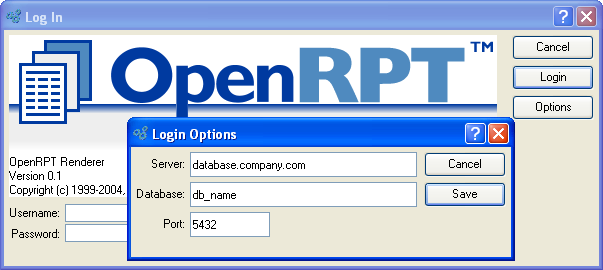 Log In
OpenRPT™
Cancel
Login
Options
OpenRPT Renderer
Version 0.1
Copyright (c) 1999-2004,
Username:
Password:
Login Options
Server: database.company.com
Cancel
Database: db_name
Save
Port: 5432